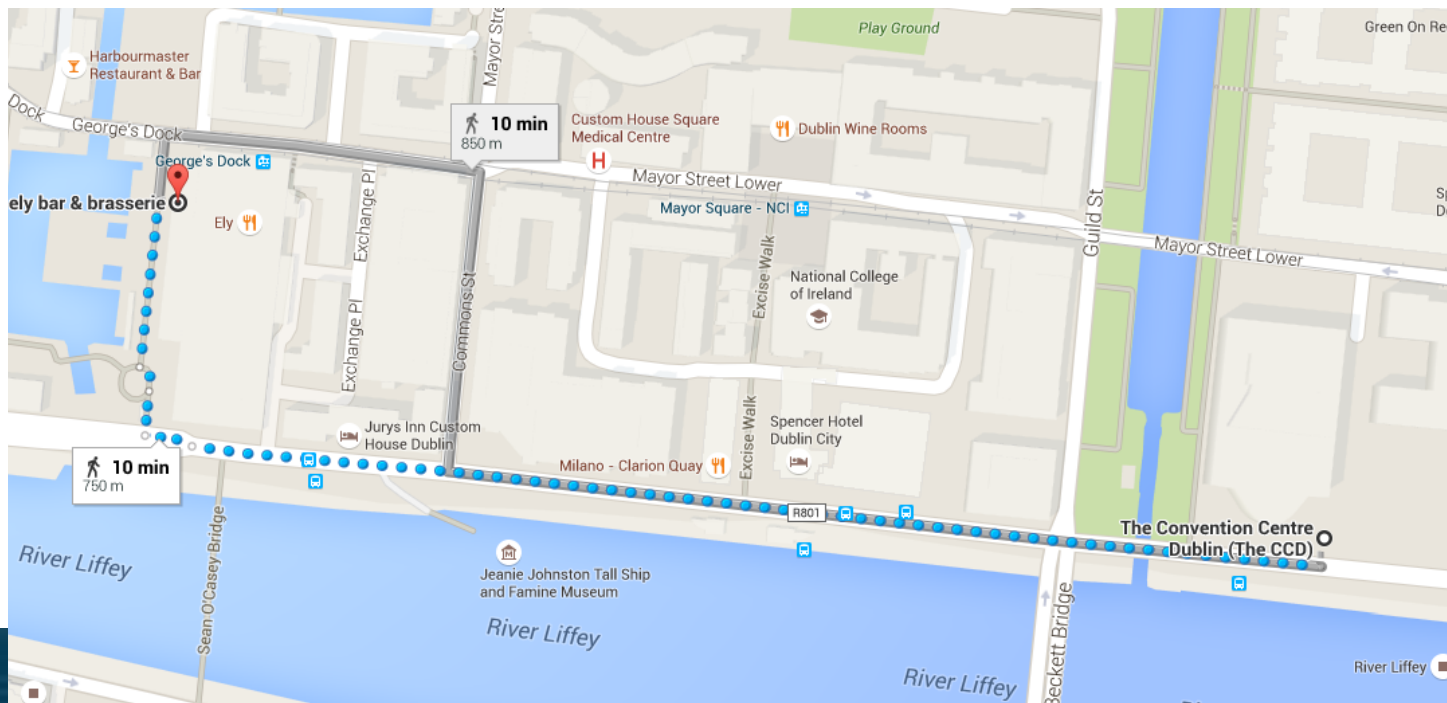 Play Ground
Green On Re
Harbourmaster
Restaurant & Bar
Mayor Stre
Dock
George's Dock
10 min
850 m
Custom House Square
Medical Centre
H
Dublin Wine Rooms
George's Dock
Mayor Street Lower
ely bar & brasserie
Ely
Mayor Square - NCI
Guild St
Exchange Pl
Exchange Pl
Commons St
Excise Walk
Excise Walk
National College
of Ireland
Mayor Street Lower
Jurys Inn Custom
House Dublin
Spencer Hotel
Dublin City
10 min
750 m
Milano - Clarion Quay
R801
The Convention Centre
Dublin (The CCD)
Sean O'Casey Bridge
River Liffey
Jeanie Johnston Tall Ship
and Famine Museum
River Liffey
Beckett Bridge
River Liffey
River Liffey